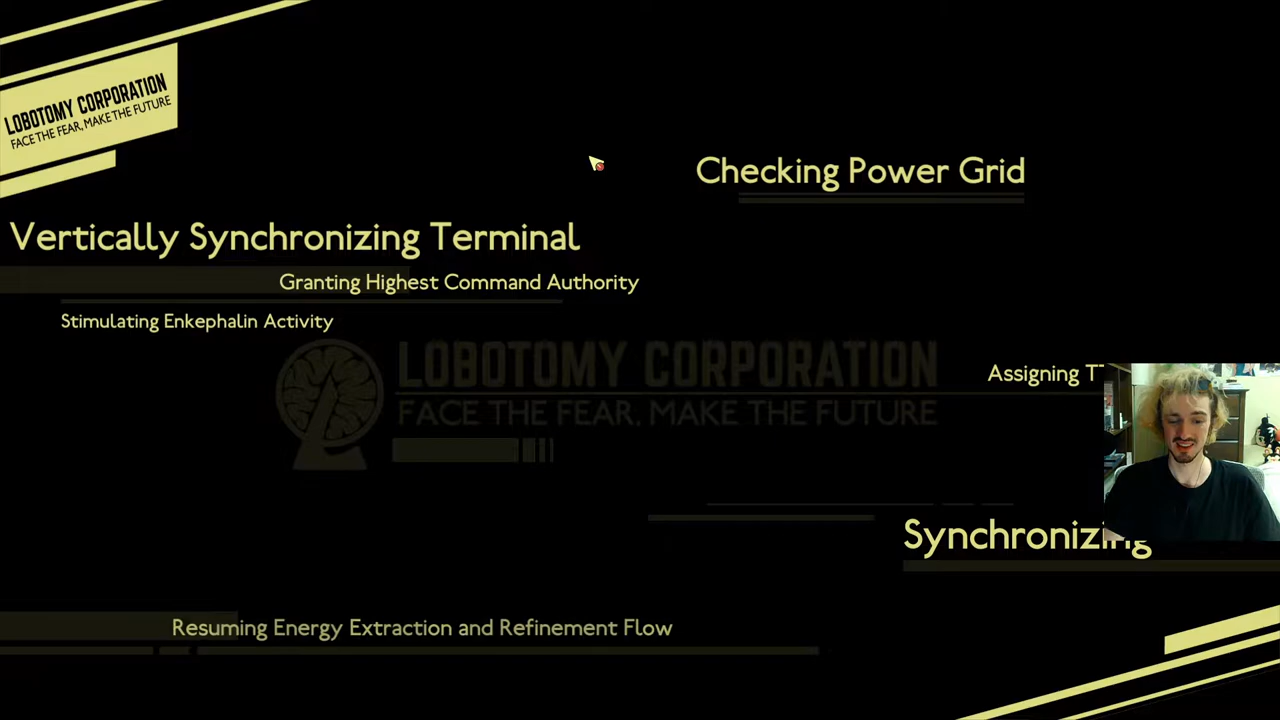 LOBOTOMY CORPORATION
FACE THE FEAR, MAKE THE FUTURE
Checking Power Grid
Vertically Synchronizing Terminal
Granting Highest Command Authority
Stimulating Enkephalin Activity
LOBOTOMY CORPORATION
FACE THE FEAR, MAKE THE FUTURE
Assigning
Synchronizing
Resuming Energy Extraction and Refinement Flow